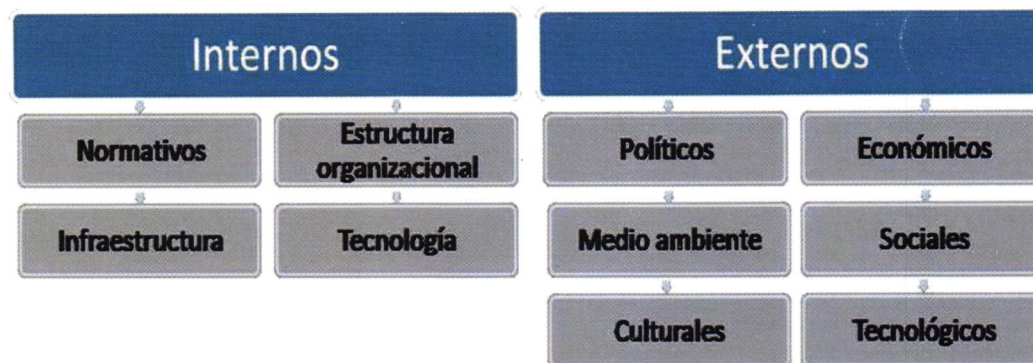 Internos
Normativos
Estructura
organizacional
Infraestructura
Tecnología
Externos
Políticos
Económicos
Medio ambiente
Sociales
Culturales
Tecnológicos